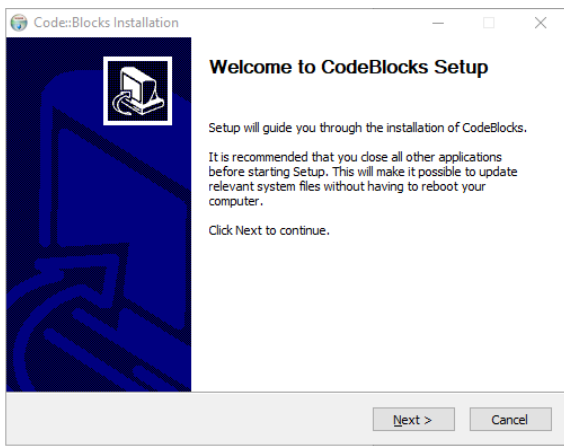 Code::Blocks Installation
Welcome to CodeBlocks Setup
Setup will guide you through the installation of CodeBlocks.
It is recommended that you close all other applications
before starting Setup. This will make it possible to update
relevant system files without having to reboot your
computer.
Click Next to continue.
Next >
Cancel